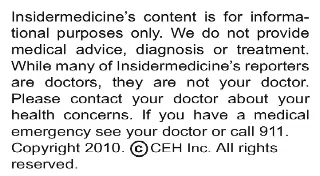 Insidermedicine's content is for informa-
tional purposes only. We do not provide
medical advice, diagnosis or treatment.
While many of Insidermedicine's reporters
are doctors, they are not your doctor.
Please contact your doctor about your
health concerns. If you have a medical
emergency see your doctor or call 911.
Copyright 2010. ©CEH Inc. All rights
reserved.